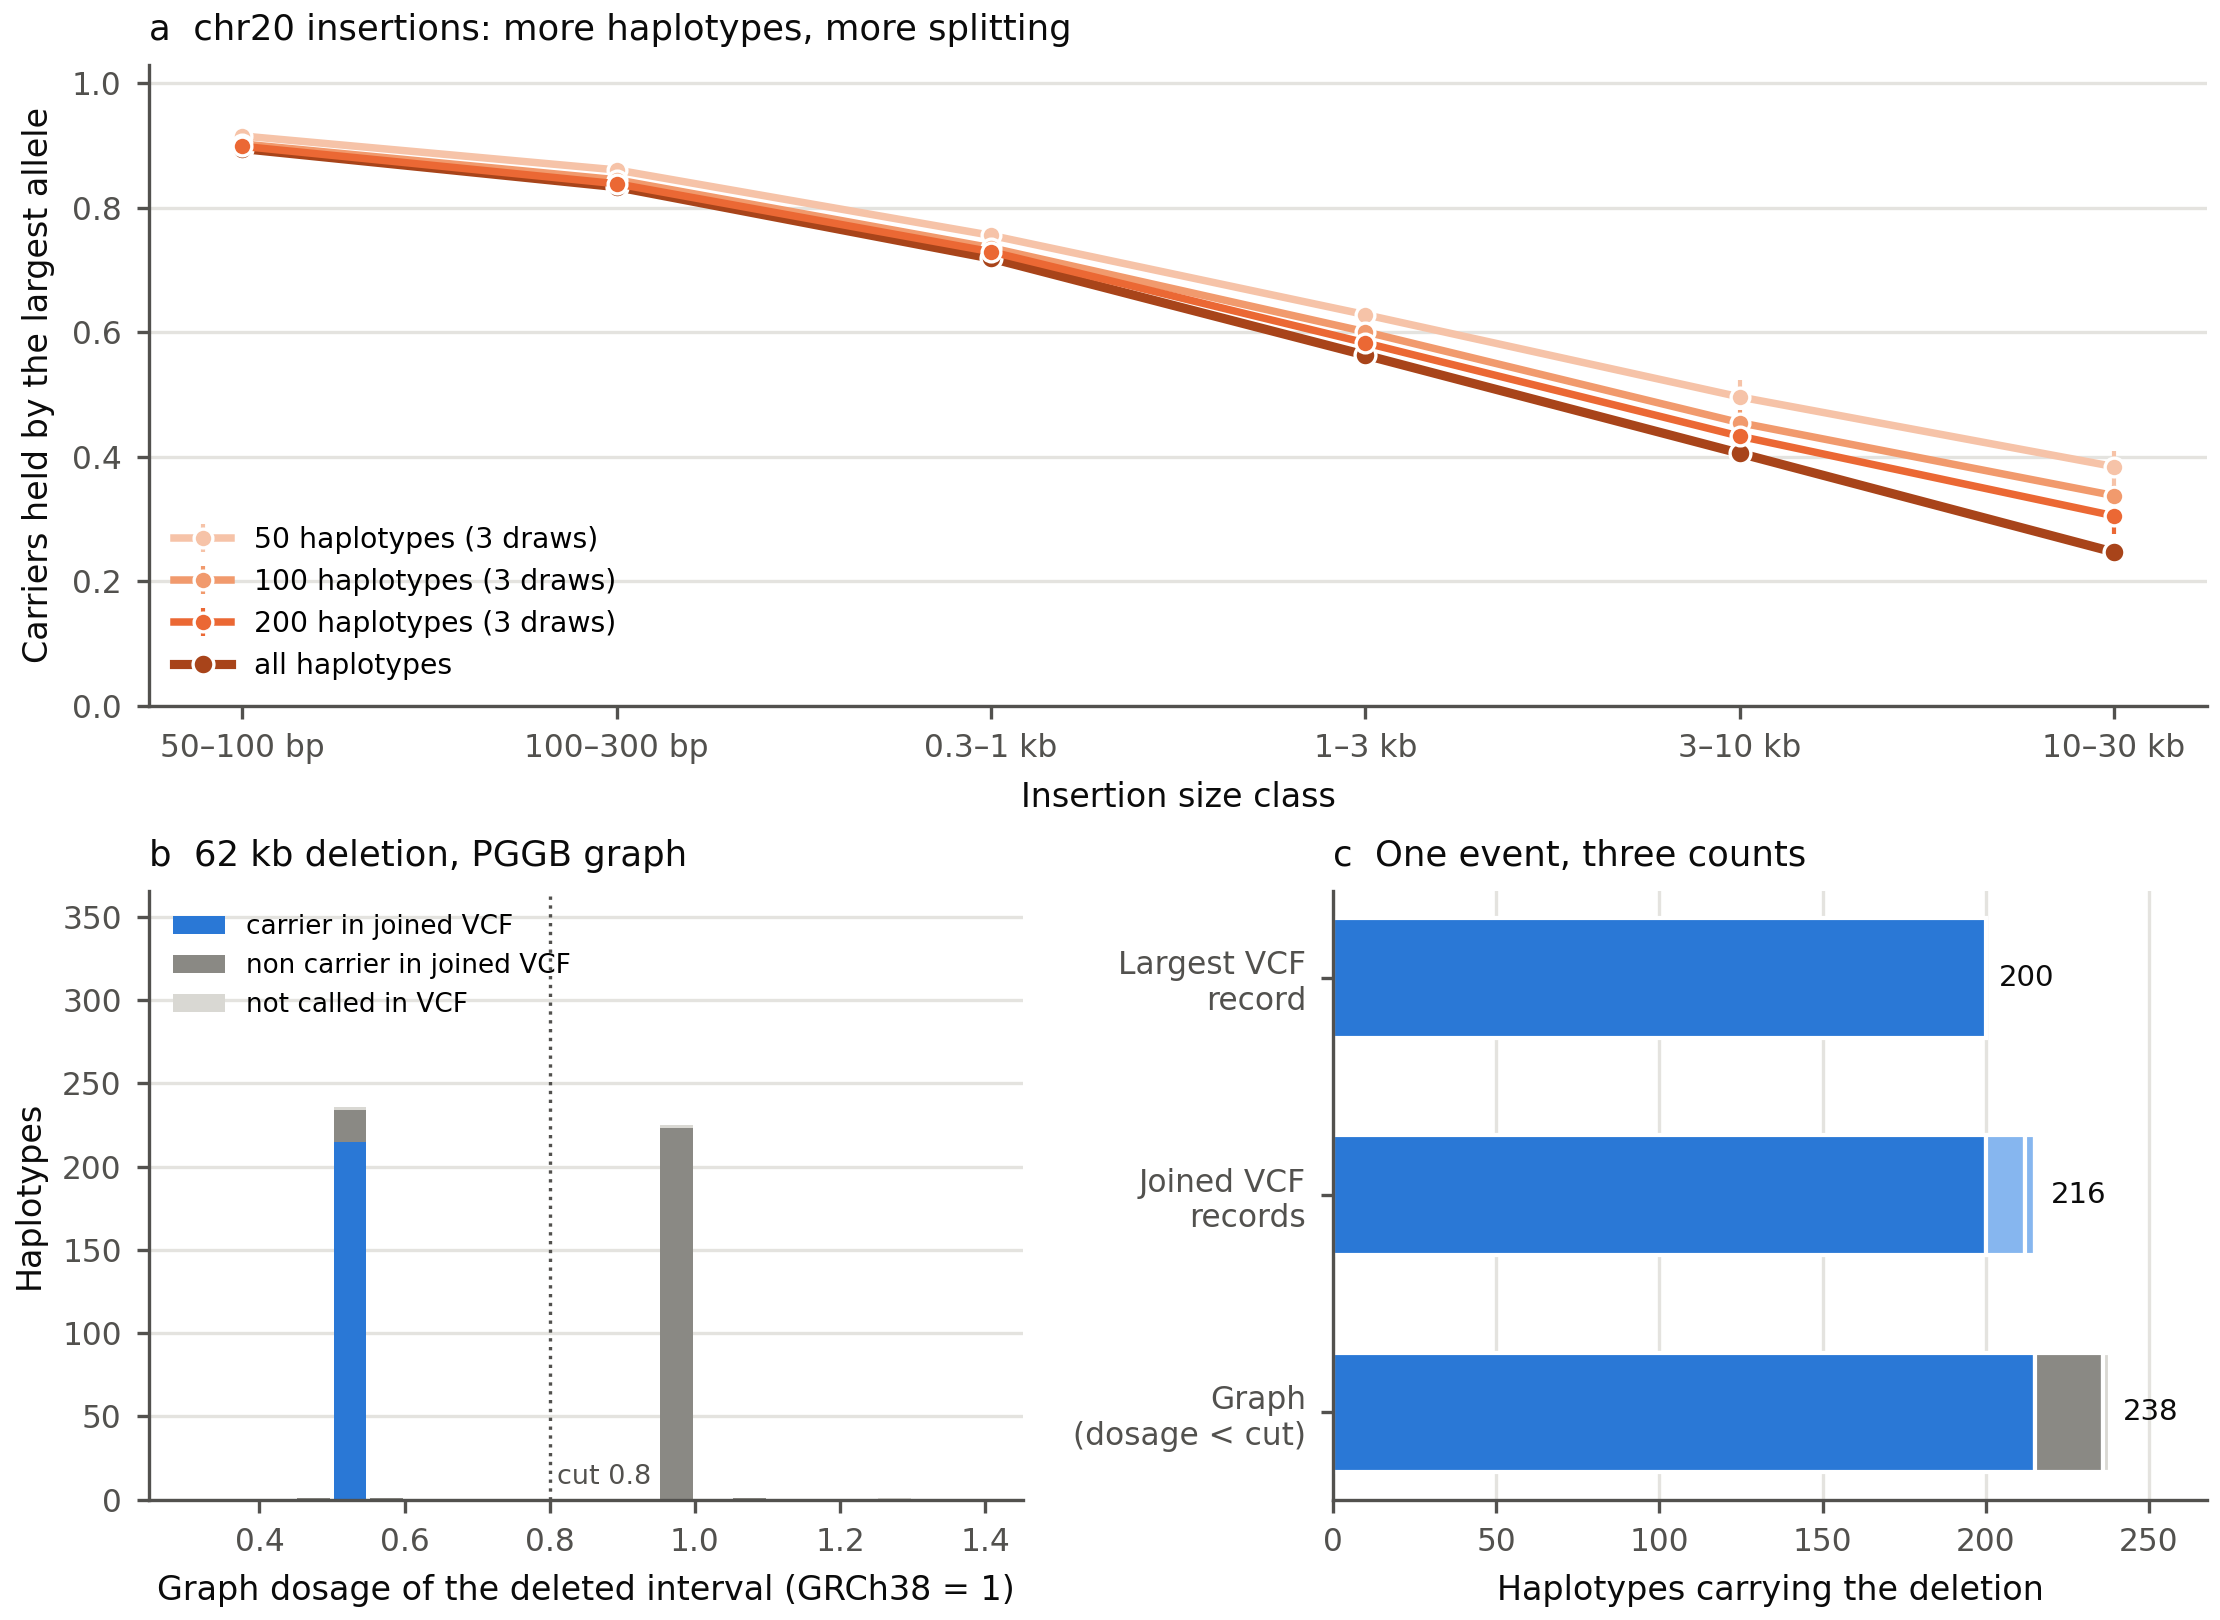 a  chr20 insertions: more haplotypes, more splitting
Carriers held by the largest allele
1.0
0.8
0.6
0.4
0.2
0.0
50 haplotypes (3 draws)
100 haplotypes (3 draws)
200 haplotypes (3 draws)
all haplotypes
50–100 bp
100–300 bp
0.3–1 kb
1–3 kb
3–10 kb
10–30 kb
Insertion size class
b  62 kb deletion, PGGB graph
Haplotypes
350
300
250
200
150
100
50
0
carrier in joined VCF
non carrier in joined VCF
not called in VCF
cut 0.8
0.4
0.6
0.8
1.0
1.2
1.4
Graph dosage of the deleted interval (GRCh38 = 1)
c  One event, three counts
Largest VCF
record
200
Joined VCF
records
216
Graph
(dosage < cut)
238
0
50
100
150
200
250
Haplotypes carrying the deletion